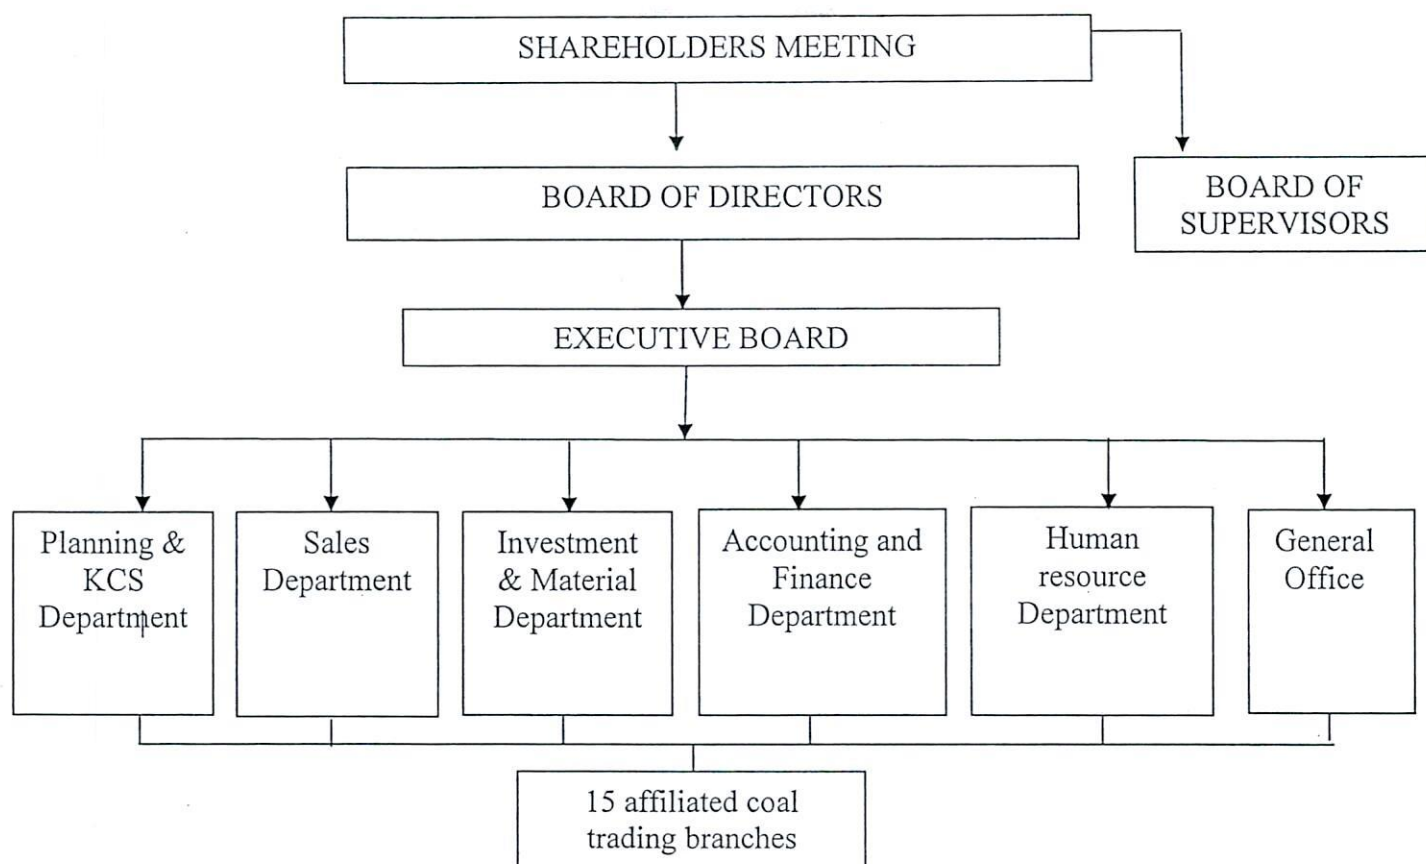 SHAREHOLDERS MEETING
BOARD OF DIRECTORS
BOARD OF
SUPERVISORS
EXECUTIVE BOARD
Planning &
KCS
Department
Sales
Department
Investment
& Material
Department
Accounting and
Finance
Department
Human
resource
Department
General
Office
15 affiliated coal
trading branches